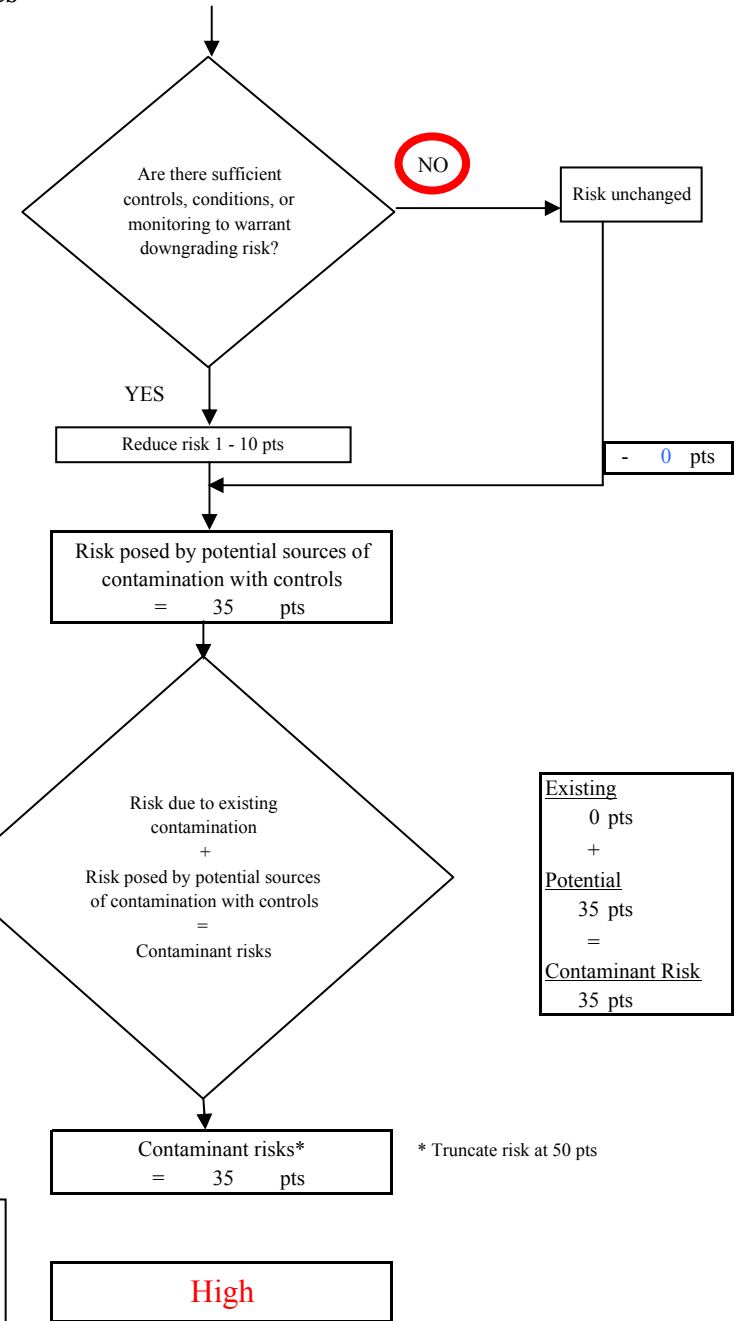 Are there sufficient
controls, conditions, or
monitoring to warrant
downgrading risk?
NO
Risk unchanged
YES
Reduce risk 1 - 10 pts
- 0 pts
Risk posed by potential sources of
contamination with controls
= 35 pts
Risk due to existing
contamination
+
Risk posed by potential sources
of contamination with controls
=
Contaminant risks
Existing
0 pts
+
Potential
35 pts
=
Contaminant Risk
35 pts
Contaminant risks*
= 35 pts
* Truncate risk at 50 pts
High